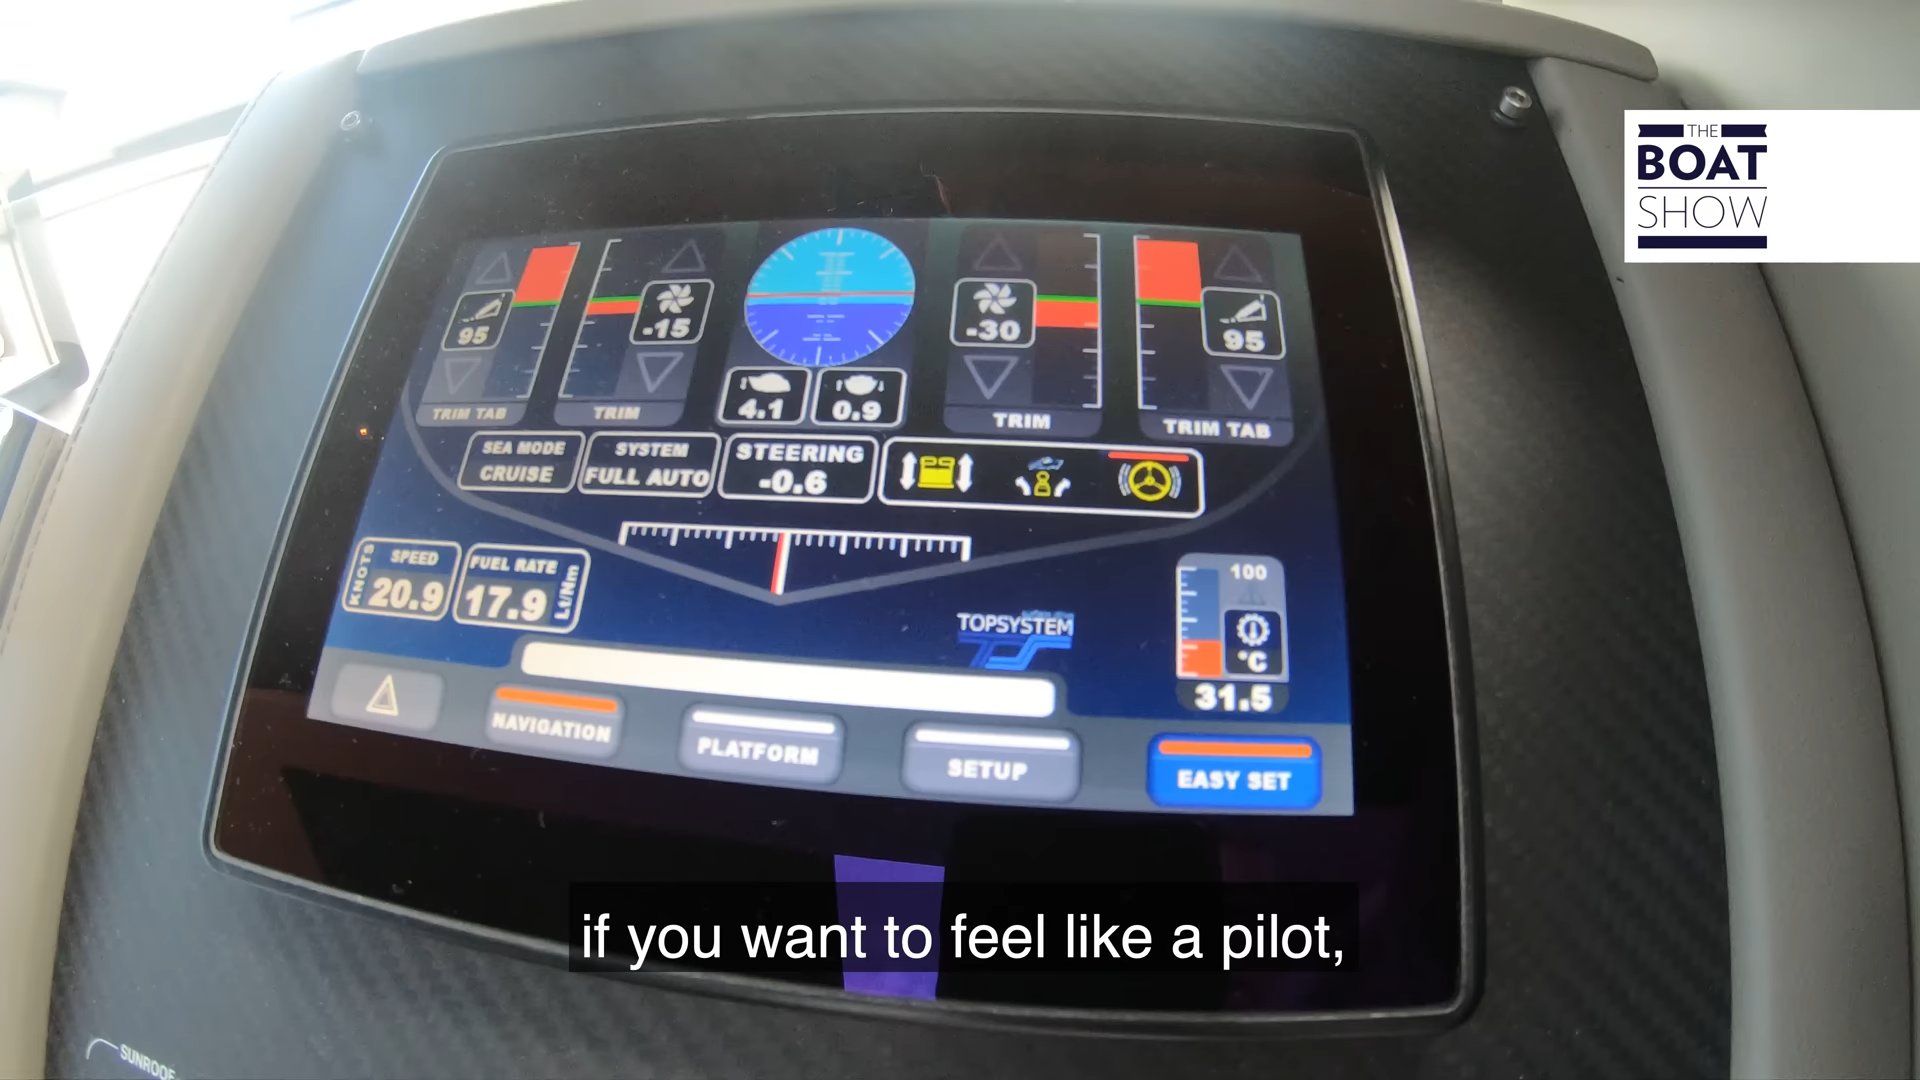 THE
BOAT
SHOW
95
-15
-30
95
TRIM TAB
TRIM
4.1
0.9
TRIM
TRIM TAB
SEA MODE
CRUISE
SYSTEM
FULL AUTO
STEERING
-0.6
KNOTS
SPEED
20.9
FUEL RATE
17.9
Lt/Nm
TOPSYSTEM
100
°C
31.5
NAVIGATION
PLATFORM
SETUP
EASY SET
if you want to feel like a pilot,
SUNROOF